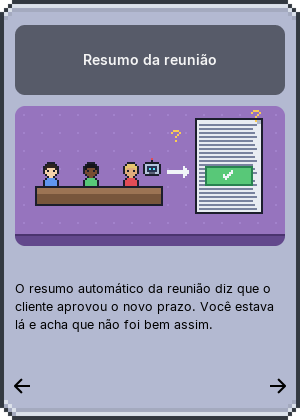 Resumo da reunião
?
?
O resumo automático da reunião diz que o
cliente aprovou o novo prazo. Você estava
lá e acha que não foi bem assim.